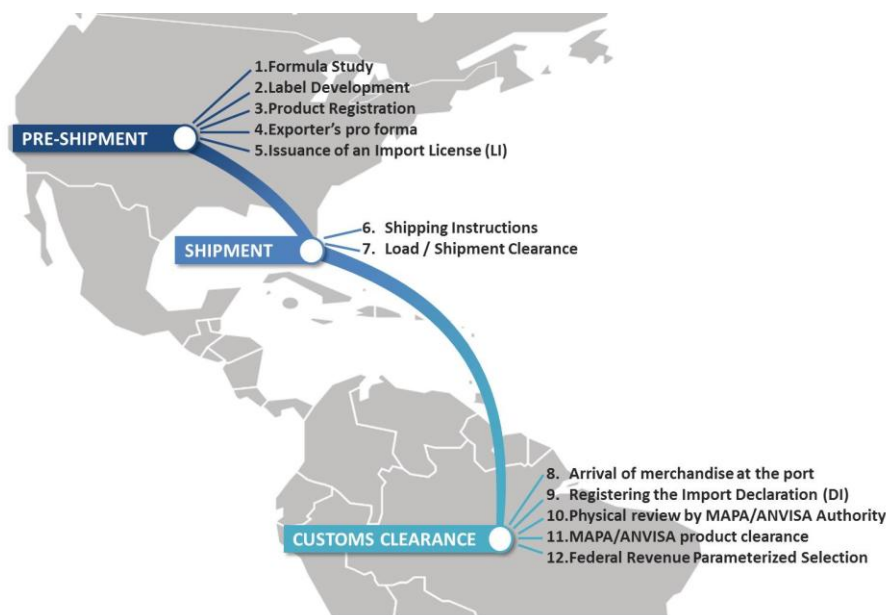 1.Formula Study
2.Label Development
3.Product Registration
4.Exporter's pro forma
5.Issuance of an Import License (LI)
PRE-SHIPMENT
6. Shipping Instructions
7. Load / Shipment Clearance
SHIPMENT
8. Arrival of merchandise at the port
9. Registering the Import Declaration (DI)
10.Physical review by MAPA/ANVISA Authority
11.MAPA/ANVISA product clearance
12.Federal Revenue Parameterized Selection
CUSTOMS CLEARANCE